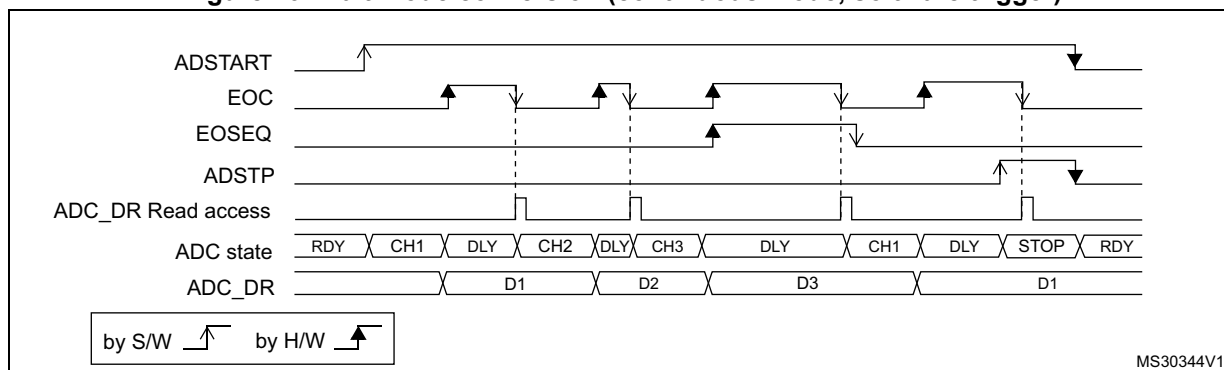 ADSTART
EOC
EOSEQ
ADSTP
ADC_DR Read access
ADC state RDY CH1 DLY CH2 DLY CH3 DLY CH1 DLY STOP RDY
ADC_DR D1 D2 D3 D1
by S/W by H/W
MS30344V1